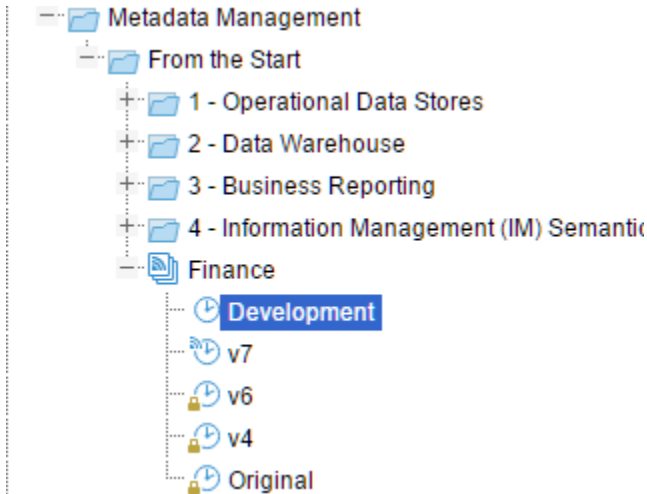 Metadata Management
From the Start
1 - Operational Data Stores
2 - Data Warehouse
3 - Business Reporting
4 - Information Management (IM) Semantic
Finance
Development
v7
v6
v4
Original